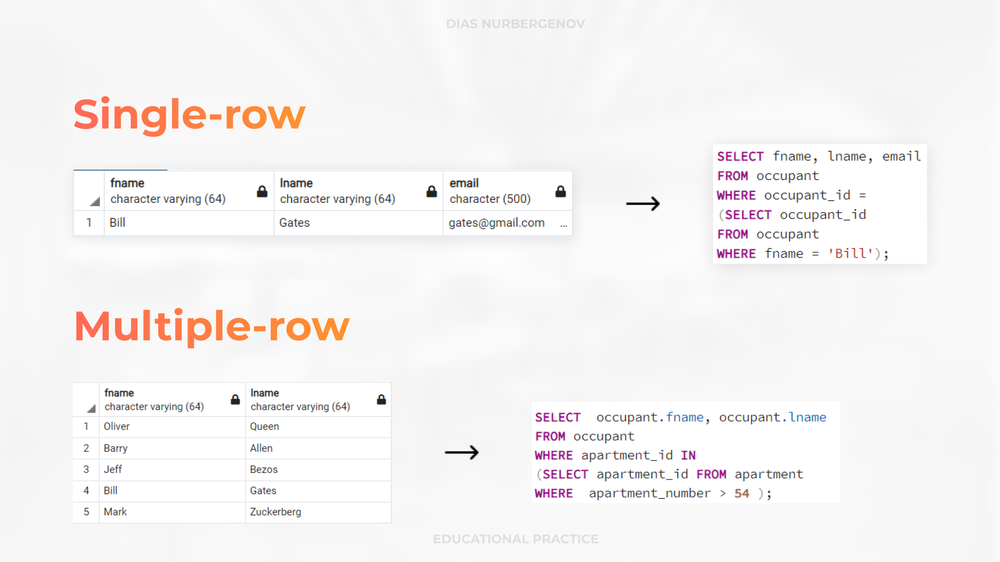 DIAS NURBERGENOV
Single-row
fname
character varying (64)
lname
character varying (64)
email
character (500)
1 Bill Gates gates@gmail.com ...
SELECT fname, lname, email
FROM occupant
WHERE occupant_id =
(SELECT occupant_id
FROM occupant
WHERE fname = 'Bill');
Multiple-row
fname
character varying (64)
lname
character varying (64)
1 Oliver Queen
2 Barry Allen
3 Jeff Bezos
4 Bill Gates
5 Mark Zuckerberg
SELECT occupant.fname, occupant.lname
FROM occupant
WHERE apartment_id IN
(SELECT apartment_id FROM apartment
WHERE apartment_number > 54 );
EDUCATIONAL PRACTICE